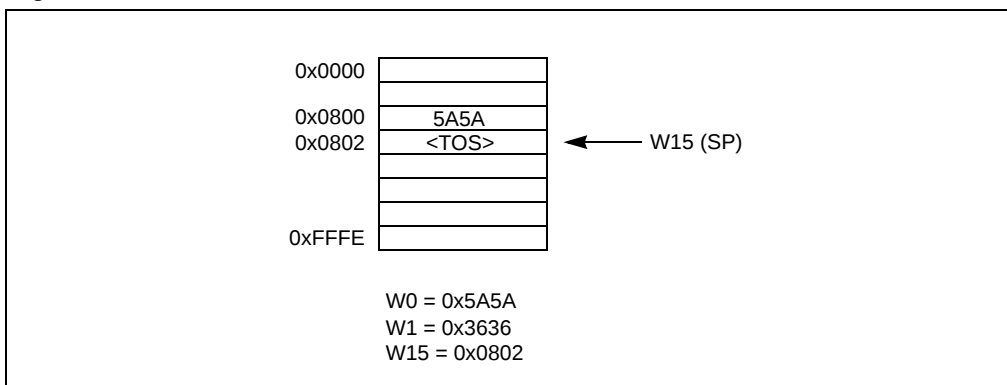 0x0000
0x0800 5A5A
0x0802 <TOS> W15 (SP)
0xFFFE
W0 = 0x5A5A
W1 = 0x3636
W15 = 0x0802